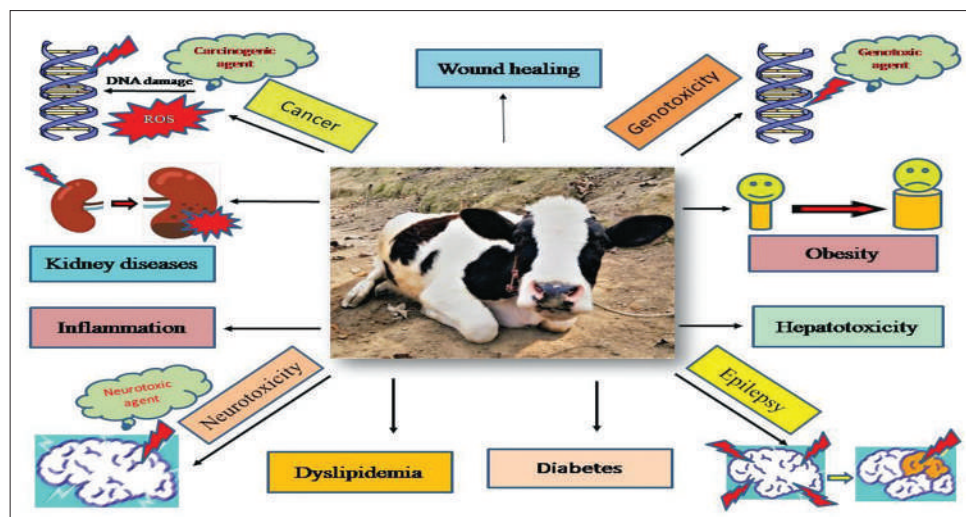 Carcinogenic
agent
DNA damage
ROS
Cancer
Wound healing
Genotoxicity
Genotoxic
agent
Kidney diseases
Obesity
Inflammation
Hepatotoxicity
Neurotoxic
agent
Neurotoxicity
Epilepsy
Dyslipidemia
Diabetes